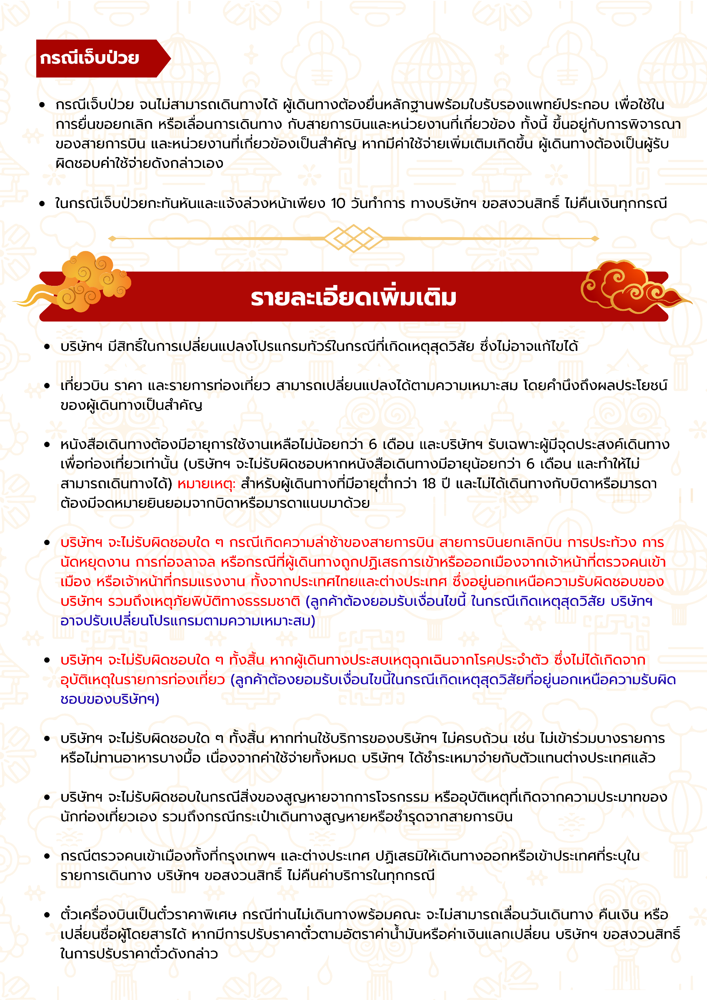 กรณีเจ็บป่วย
• กรณีเจ็บป่วย จนไม่สามารถเดินทางได้ ผู้เดินทางต้องยื่นหลักฐานพร้อมใบรับรองแพทย์ประกอบ เพื่อใช้ใน
การยื่นขอยกเลิก หรือเลื่อนการเดินทาง กับสายการบินและหน่วยงานที่เกี่ยวข้อง ทั้งนี้ ขึ้นอยู่กับการพิจารณา
ของสายการบิน และหน่วยงานที่เกี่ยวข้องเป็นสำคัญ หากมีค่าใช้จ่ายเพิ่มเติมเกิดขึ้น ผู้เดินทางต้องเป็นผู้รับ
ผิดชอบค่าใช้จ่ายดังกล่าวเอง
• ในกรณีเจ็บป่วยกะทันหันและแจ้งล่วงหน้าเพียง 10 วันทำการ ทางบริษัทฯ ขอสงวนสิทธิ์ ไม่คืนเงินทุกกรณี
รายละเอียดเพิ่มเติม
• บริษัทฯ มีสิทธิ์ในการเปลี่ยนแปลงโปรแกรมทัวร์ในกรณีที่เกิดเหตุสุดวิสัย ซึ่งไม่อาจแก้ไขได้
• เที่ยวบิน ราคา และรายการท่องเที่ยว สามารถเปลี่ยนแปลงได้ตามความเหมาะสม โดยคำนึงถึงผลประโยชน์
ของผู้เดินทางเป็นสำคัญ
• หนังสือเดินทางต้องมีอายุการใช้งานเหลือไม่น้อยกว่า 6 เดือน และบริษัทฯ รับเฉพาะผู้มีจุดประสงค์เดินทาง
เพื่อท่องเที่ยวเท่านั้น (บริษัทฯ จะไม่รับผิดชอบหากหนังสือเดินทางมีอายุน้อยกว่า 6 เดือน และทำให้ไม่
สามารถเดินทางได้) หมายเหตุ: สำหรับผู้เดินทางที่มีอายุต่ำกว่า 18 ปี และไม่ได้เดินทางกับบิดาหรือมารดา
ต้องมีจดหมายยินยอมจากบิดาหรือมารดาแนบมาด้วย
• บริษัทฯ จะไม่รับผิดชอบใด ๆ กรณีเกิดความล่าช้าของสายการบิน สายการบินยกเลิกบิน การประท้วง การ
นัดหยุดงาน การก่อจลาจล หรือกรณีที่ผู้เดินทางถูกปฏิเสธการเข้าหรือออกเมืองจากเจ้าหน้าที่ตรวจคนเข้า
เมือง หรือเจ้าหน้าที่กรมแรงงาน ทั้งจากประเทศไทยและต่างประเทศ ซึ่งอยู่นอกเหนือความรับผิดชอบของ
บริษัทฯ รวมถึงเหตุภัยพิบัติทางธรรมชาติ (ลูกค้าต้องยอมรับเงื่อนไขนี้ ในกรณีเกิดเหตุสุดวิสัย บริษัทฯ
อาจปรับเปลี่ยนโปรแกรมตามความเหมาะสม)
• บริษัทฯ จะไม่รับผิดชอบใด ๆ ทั้งสิ้น หากผู้เดินทางประสบเหตุฉุกเฉินจากโรคประจำตัว ซึ่งไม่ได้เกิดจาก
อุบัติเหตุในรายการท่องเที่ยว (ลูกค้าต้องยอมรับเงื่อนไขนี้ในกรณีเกิดเหตุสุดวิสัยที่อยู่นอกเหนือความรับผิด
ชอบของบริษัทฯ)
• บริษัทฯ จะไม่รับผิดชอบใด ๆ ทั้งสิ้น หากท่านใช้บริการของบริษัทฯ ไม่ครบถ้วน เช่น ไม่เข้าร่วมบางรายการ
หรือไม่ทานอาหารบางมื้อ เนื่องจากค่าใช้จ่ายทั้งหมด บริษัทฯ ได้ชำระเหมาจ่ายกับตัวแทนต่างประเทศแล้ว
• บริษัทฯ จะไม่รับผิดชอบในกรณีสิ่งของสูญหายจากการโจรกรรม หรืออุบัติเหตุที่เกิดจากความประมาทของ
นักท่องเที่ยวเอง รวมถึงกรณีกระเป๋าเดินทางสูญหายหรือชำรุดจากสายการบิน
• กรณีตรวจคนเข้าเมืองทั้งที่กรุงเทพฯ และต่างประเทศ ปฏิเสธมิให้เดินทางออกหรือเข้าประเทศที่ระบุใน
รายการเดินทาง บริษัทฯ ขอสงวนสิทธิ์ ไม่คืนค่าบริการในทุกกรณี
• ตั๋วเครื่องบินเป็นตั๋วราคาพิเศษ กรณีท่านไม่เดินทางพร้อมคณะ จะไม่สามารถเลื่อนวันเดินทาง คืนเงิน หรือ
เปลี่ยนชื่อผู้โดยสารได้ หากมีการปรับราคาตั๋วตามอัตราค่าน้ำมันหรือค่าเงินแลกเปลี่ยน บริษัทฯ ขอสงวนสิทธิ์
ในการปรับราคาตั๋วดังกล่าว